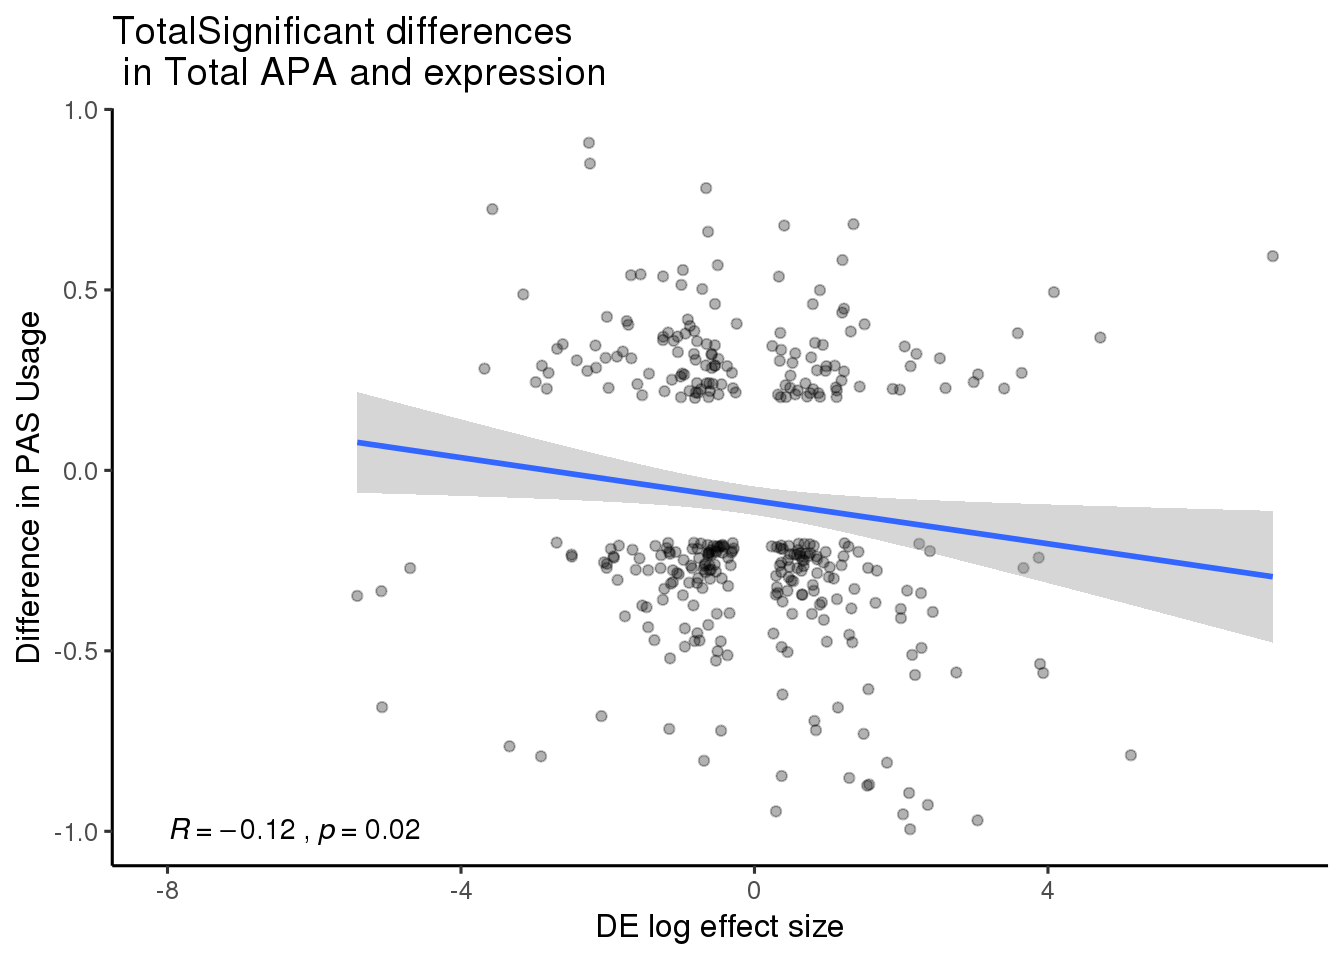 TotalSignificant differences
in Total APA and expression
1.0
0.5
0.0
-0.5
-1.0
Difference in PAS Usage
R = −0.12 , p = 0.02
-8
-4
0
4
DE log effect size